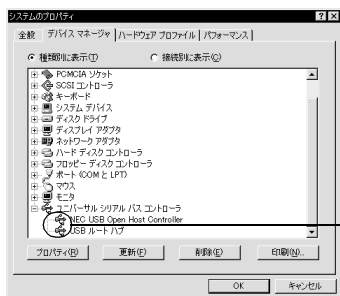 システムのプロパティ
全般 デバイス マネージャ ハードウェア プロファイル パフォーマンス
種類別に表示(T) 接続別に表示(C)
PCMCIA ソケット
SCSI コントローラ
キーボード
システム デバイス
ディスク ドライブ
ディスプレイ アダプタ
ネットワーク アダプタ
ハード ディスク コントローラ
フロッピー ディスク コントローラ
ポート (COM と LPT)
マウス
モニタ
ユニバーサル シリアル バス コントローラ
NEC USB Open Host Controller
USB ルート ハブ
プロパティ(R) 更新(F) 削除(E) 印刷(N)...
OK キャンセル